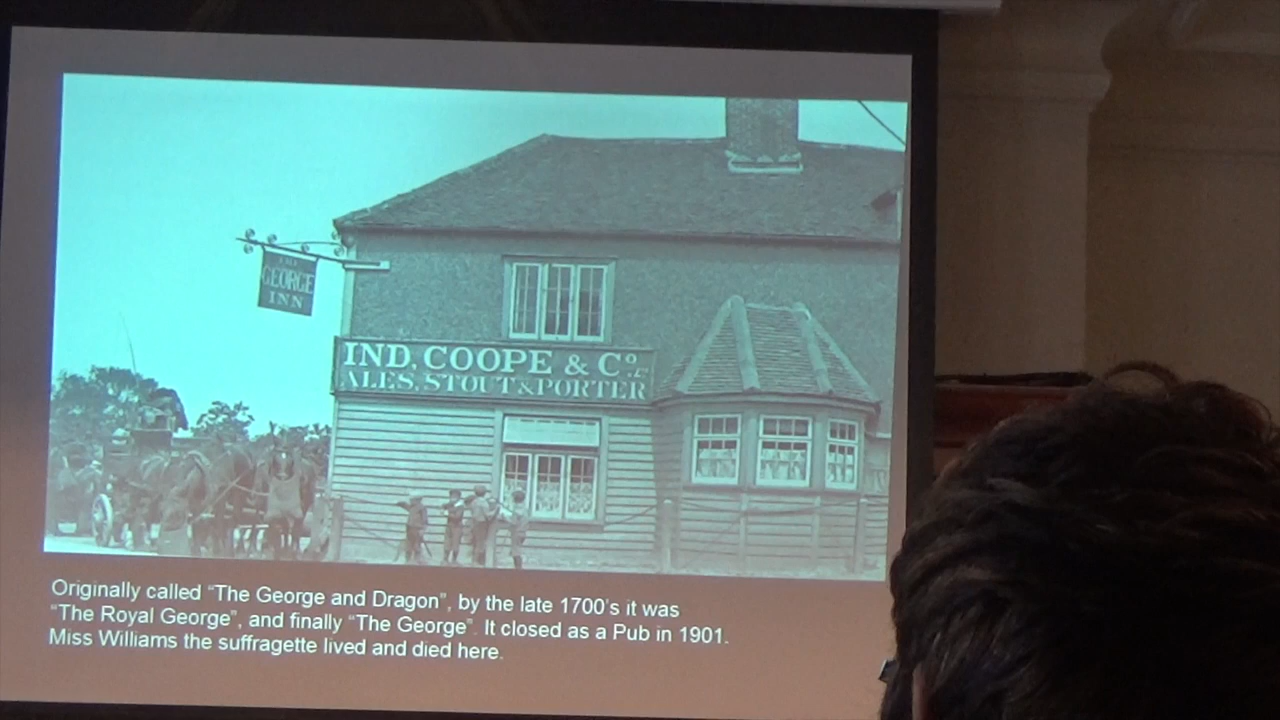 THE
GEORGE
INN
IND, COOPE & Co.
ALES, STOUT & PORTER
Originally called “The George and Dragon”, by the late 1700’s it was
“The Royal George”, and finally “The George”. It closed as a Pub in 1901.
Miss Williams the suffragette lived and died here.